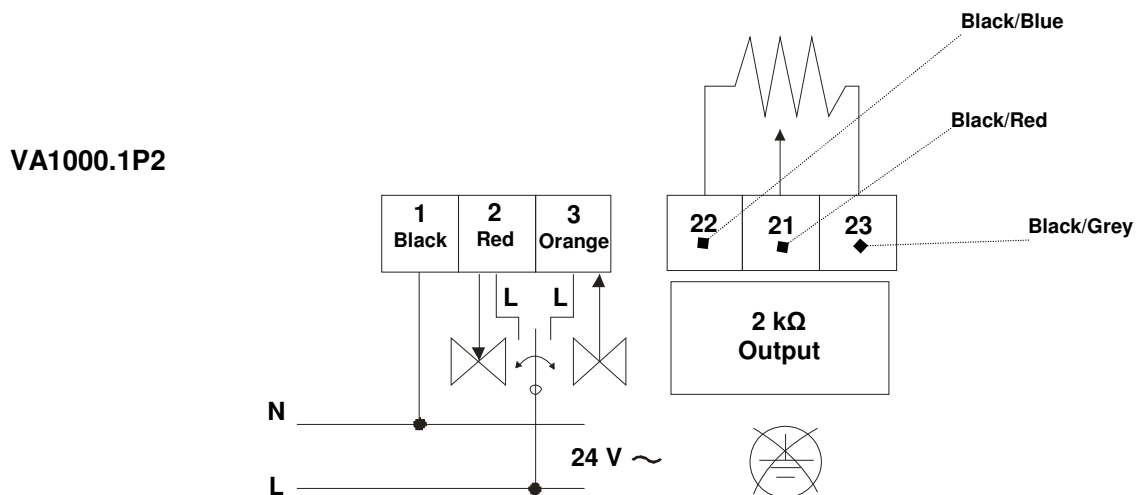 VA1000.1P2
Black/Blue
Black/Red
Black/Grey
1 2 3
Black Red Orange
22 21 23
L L
2 kΩ
Output
N
24 V ~
L